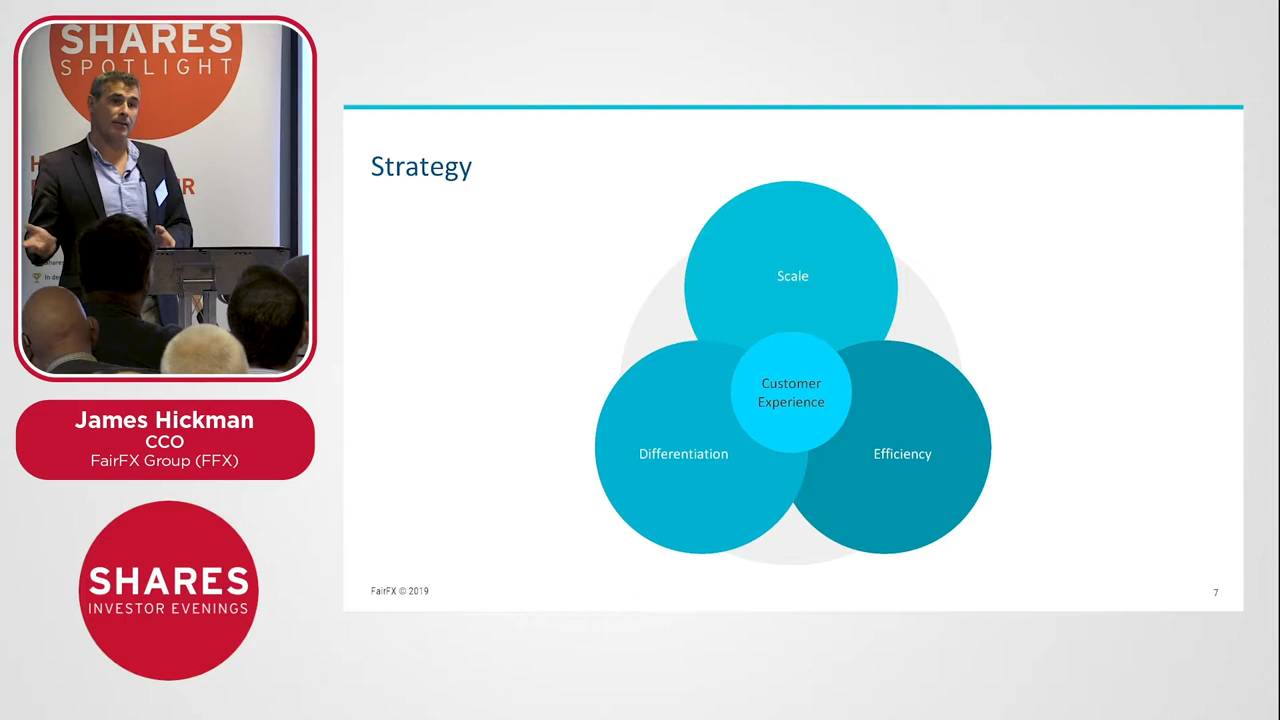 SHARES
SPOTLIGHT
James Hickman
CCO
FairFX Group (FFX)
SHARES
INVESTOR EVENINGS
Strategy
Scale
Customer
Experience
Differentiation
Efficiency
FairFX © 2019
7